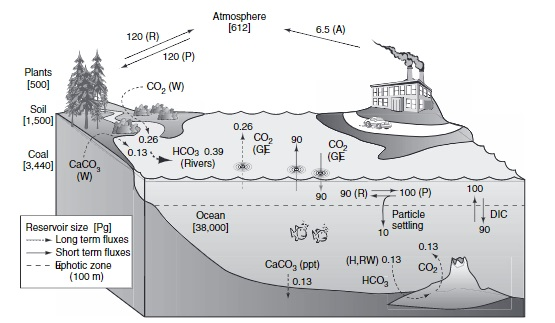 Atmosphere
[612]
120 (R)
120 (P)
6.5 (A)
Plants
[500]
CO₂ (W)
Soil
[1,500]
0.26
0.13
HCO₃ 0.39
(Rivers)
0.26
CO₂
(GE
90
CO₂
(GE
Coal
[3,440]
CaCO₃
(W)
90
90 (R)
100 (P)
100
Ocean
[38,000]
Particle
settling
10
DIC
90
Reservoir size [Pg]
Long term fluxes
Short term fluxes
Euphotic zone
(100 m)
CaCO₃ (ppt)
0.13
(H,RW) 0.13
HCO₃
0.13
CO₂